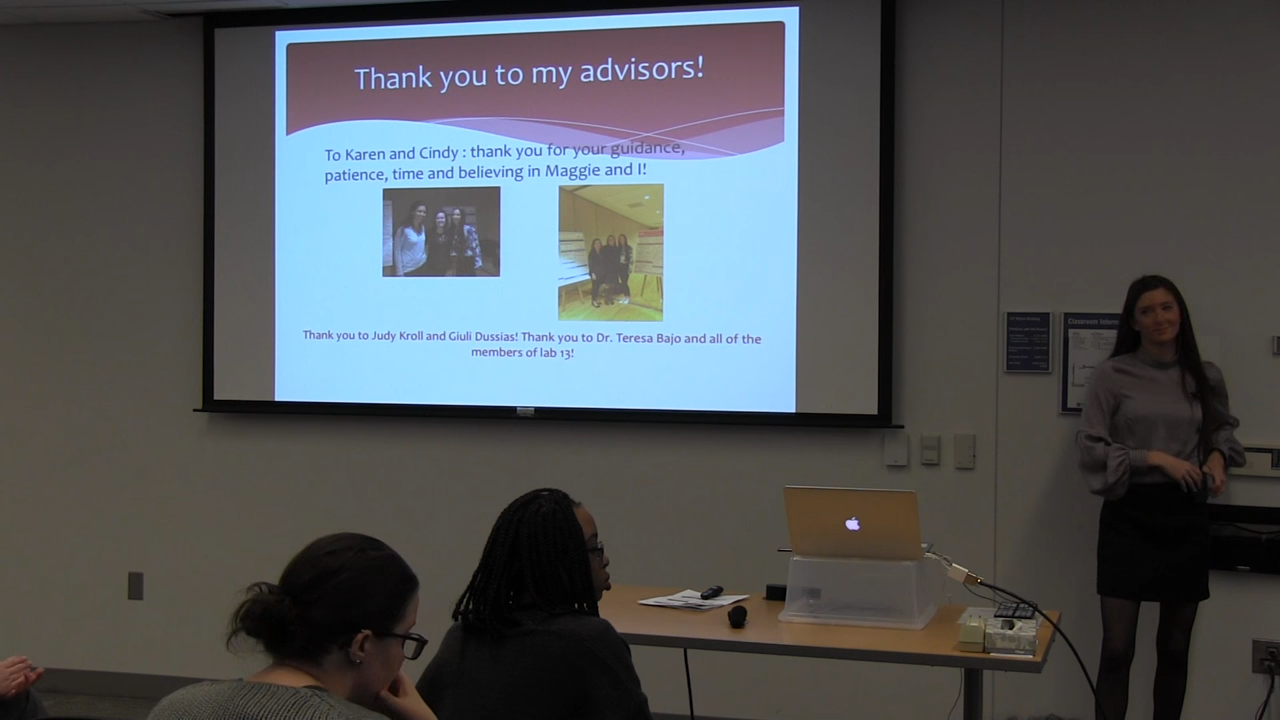 Thank you to my advisors!
To Karen and Cindy : thank you for your guidance,
patience, time and believing in Maggie and I!
Thank you to Judy Kroll and Giuli Dussias! Thank you to Dr. Teresa Bajo and all of the
members of lab 13!
Classroom